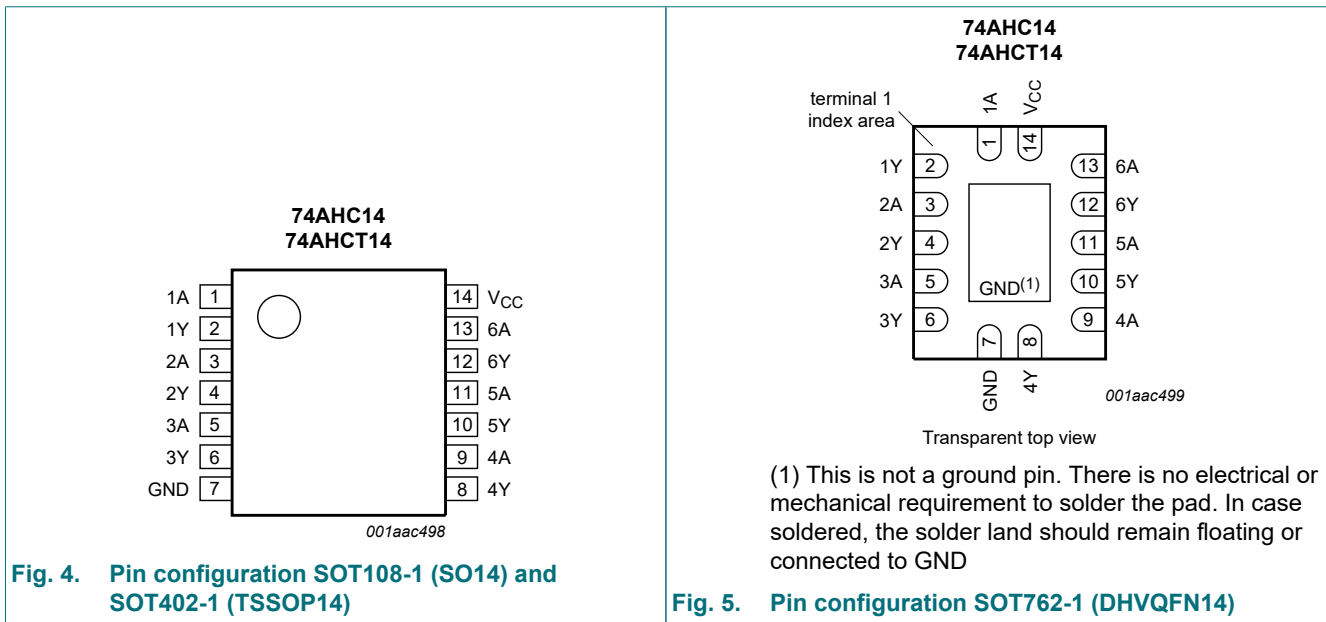 74AHC14
74AHCT14
1A 1
1Y 2
2A 3
2Y 4
3A 5
3Y 6
GND 7
14 VCC
13 6A
12 6Y
11 5A
10 5Y
9 4A
8 4Y
001aac498
Fig. 4. Pin configuration SOT108-1 (SO14) and
SOT402-1 (TSSOP14)
74AHC14
74AHCT14
terminal 1
index area
1A
VCC
1
14
1Y 2
2A 3
2Y 4
3A 5
3Y 6
13 6A
12 6Y
11 5A
10 5Y
9 4A
GND(1)
7
8
GND
4Y
001aac499
Transparent top view
(1) This is not a ground pin. There is no electrical or
mechanical requirement to solder the pad. In case
soldered, the solder land should remain floating or
connected to GND
Fig. 5. Pin configuration SOT762-1 (DHVQFN14)